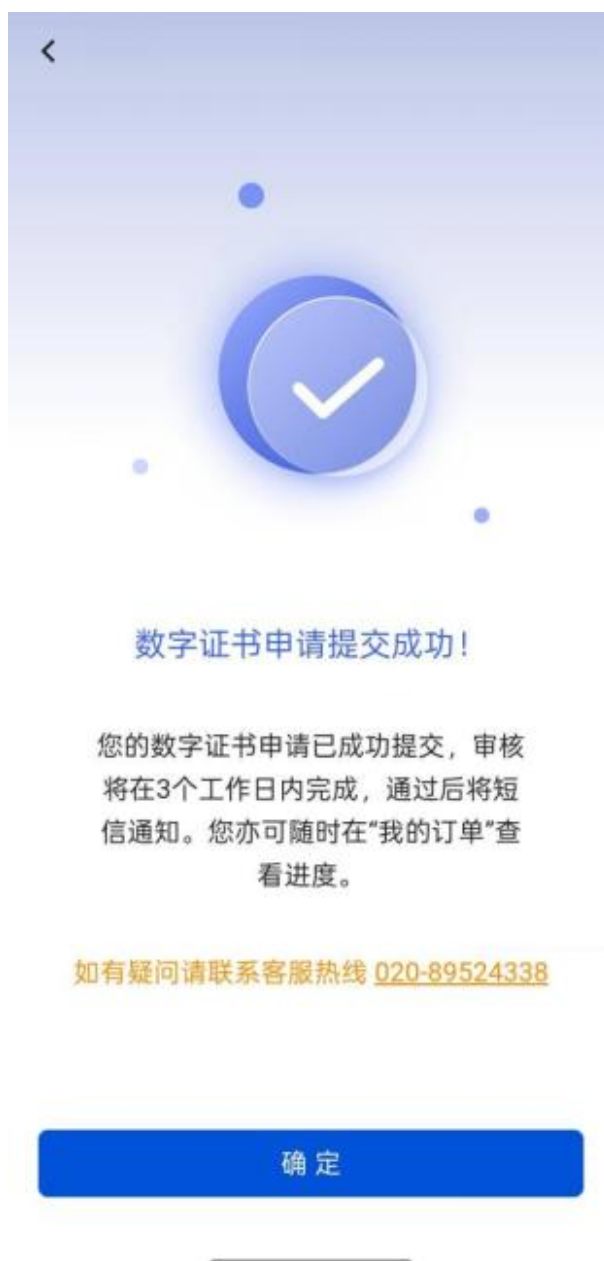 数字证书申请提交成功！
您的数字证书申请已成功提交，审核
将在3个工作日内完成，通过后将短
信通知。您亦可随时在“我的订单”查
看进度。
如有疑问请联系客服热线 020-89524338
确 定